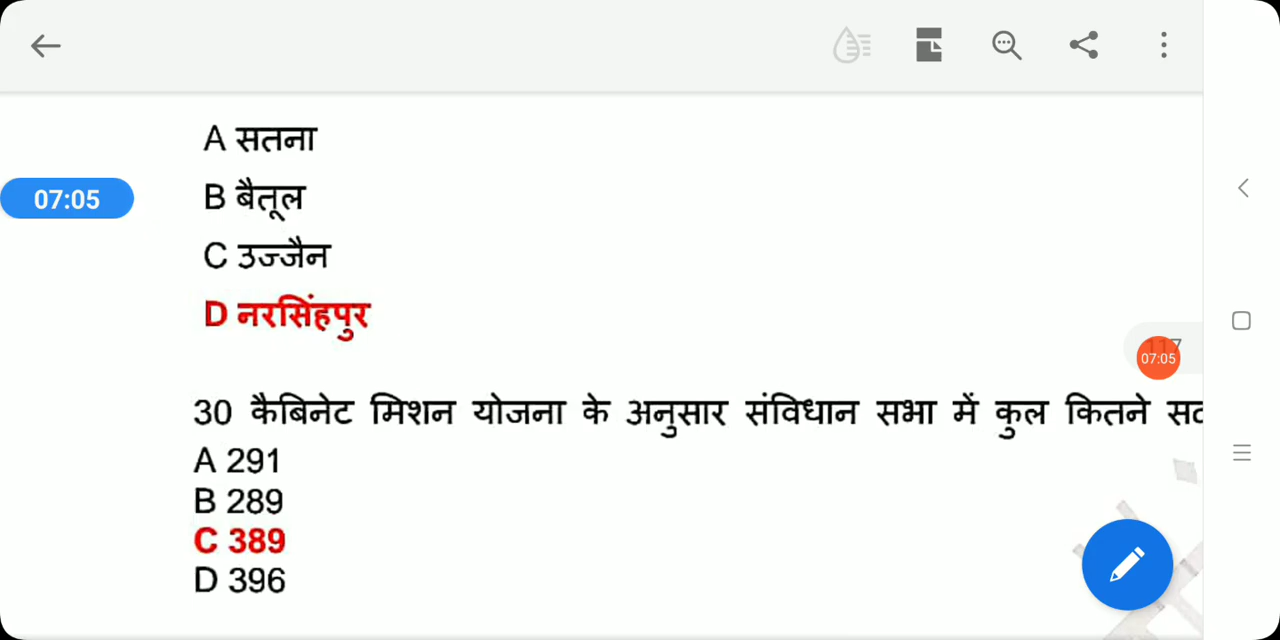 A सतना
07:05
B बैतूल
C उज्जैन
D नरसिंहपुर
07:05
30 कैबिनेट मिशन योजना के अनुसार संविधान सभा में कुल कितने
A 291
B 289
C 389
D 396